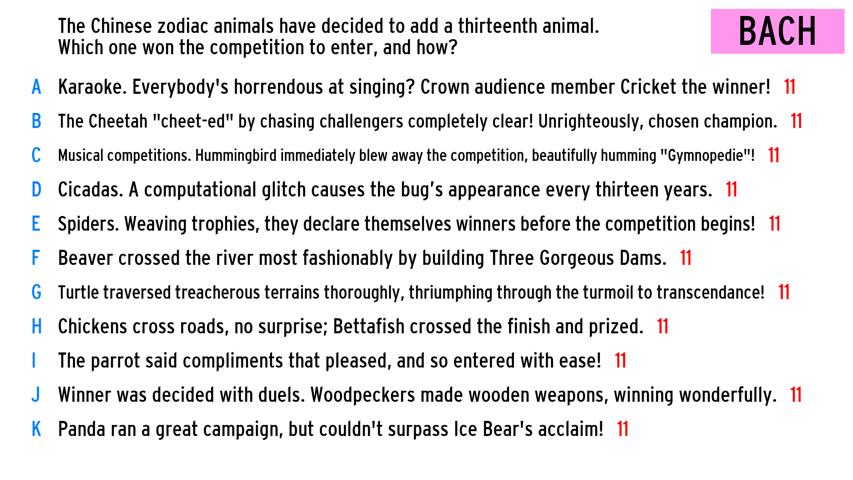 The Chinese zodiac animals have decided to add a thirteenth animal.
Which one won the competition to enter, and how?
BACH
A Karaoke. Everybody's horrendous at singing? Crown audience member Cricket the winner! 11
B The Cheetah "cheet-ed" by chasing challengers completely clear! Unrighteously, chosen champion. 11
C Musical competitions. Hummingbird immediately blew away the competition, beautifully humming "Gymnopedie"! 11
D Cicadas. A computational glitch causes the bug's appearance every thirteen years. 11
E Spiders. Weaving trophies, they declare themselves winners before the competition begins! 11
F Beaver crossed the river most fashionably by building Three Gorgeous Dams. 11
G Turtle traversed treacherous terrains thoroughly, thriumphing through the turmoil to transcendance! 11
H Chickens cross roads, no surprise; Bettafish crossed the finish and prized. 11
I The parrot said compliments that pleased, and so entered with ease! 11
J Winner was decided with duels. Woodpeckers made wooden weapons, winning wonderfully. 11
K Panda ran a great campaign, but couldn't surpass Ice Bear's acclaim! 11